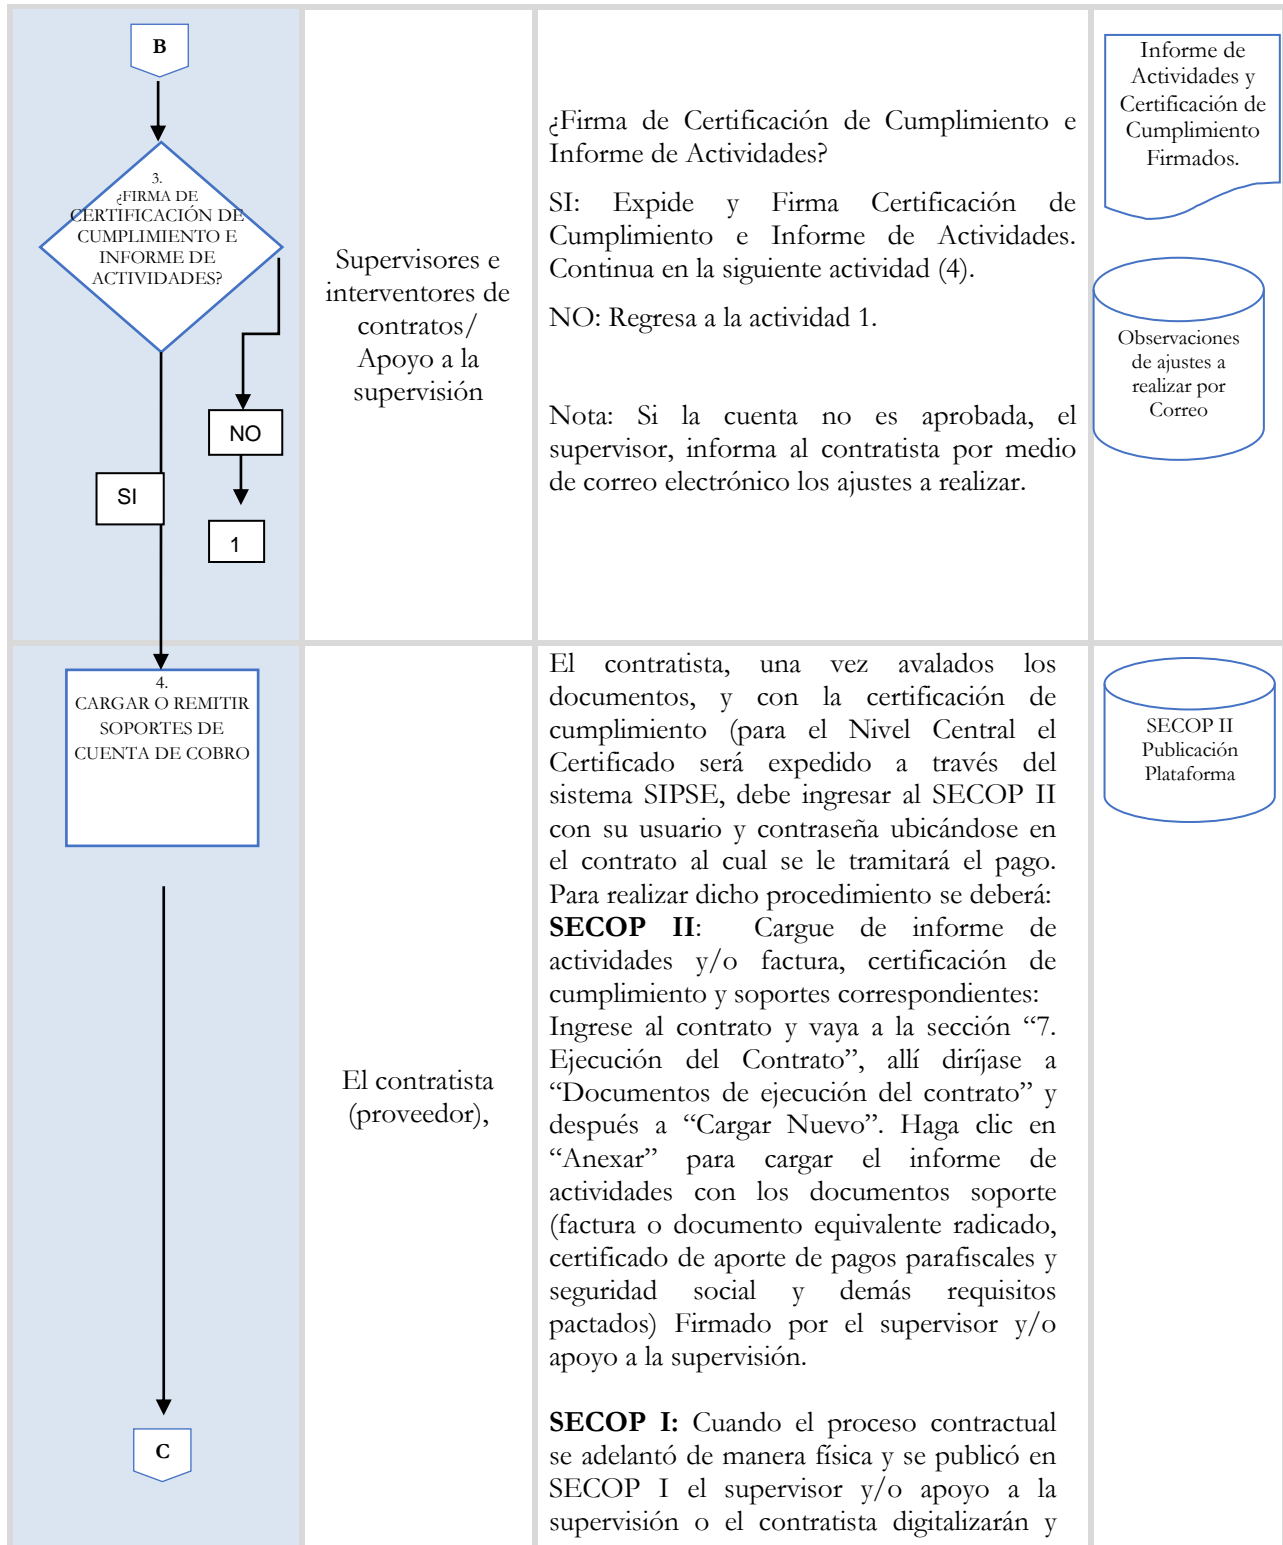 B
3.
¿FIRMA DE
CERTIFICACIÓN DE
CUMPLIMIENTO E
INFORME DE
ACTIVIDADES?
NO
SI
1
Supervisores e
interventores de
contratos/
Apoyo a la
supervisión
¿Firma de Certificación de Cumplimiento e
Informe de Actividades?
SI: Expide y Firma Certificación de
Cumplimiento e Informe de Actividades.
Continua en la siguiente actividad (4).
NO: Regresa a la actividad 1.
Nota: Si la cuenta no es aprobada, el
supervisor, informa al contratista por medio
de correo electrónico los ajustes a realizar.
Informe de
Actividades y
Certificación de
Cumplimiento
Firmados.
Observaciones
de ajustes a
realizar por
Correo
4.
CARGAR O REMITIR
SOPORTES DE
CUENTA DE COBRO
C
El contratista
(proveedor),
El contratista, una vez avalados los
documentos, y con la certificación de
cumplimiento (para el Nivel Central el
Certificado será expedido a través del
sistema SIPSE, debe ingresar al SECOP II
con su usuario y contraseña ubicándose en
el contrato al cual se le tramitará el pago.
Para realizar dicho procedimiento se deberá:
SECOP II: Cargue de informe de
actividades y/o factura, certificación de
cumplimiento y soportes correspondientes:
Ingrese al contrato y vaya a la sección “7.
Ejecución del Contrato”, allí diríjase a
“Documentos de ejecución del contrato” y
después a “Cargar Nuevo”. Haga clic en
“Anexar” para cargar el informe de
actividades con los documentos soporte
(factura o documento equivalente radicado,
certificado de aporte de pagos parafiscales y
seguridad social y demás requisitos
pactados) Firmado por el supervisor y/o
apoyo a la supervisión.
SECOP I: Cuando el proceso contractual
se adelantó de manera física y se publicó en
SECOP I el supervisor y/o apoyo a la
supervisión o el contratista digitalizarán y
SECOP II
Publicación
Plataforma